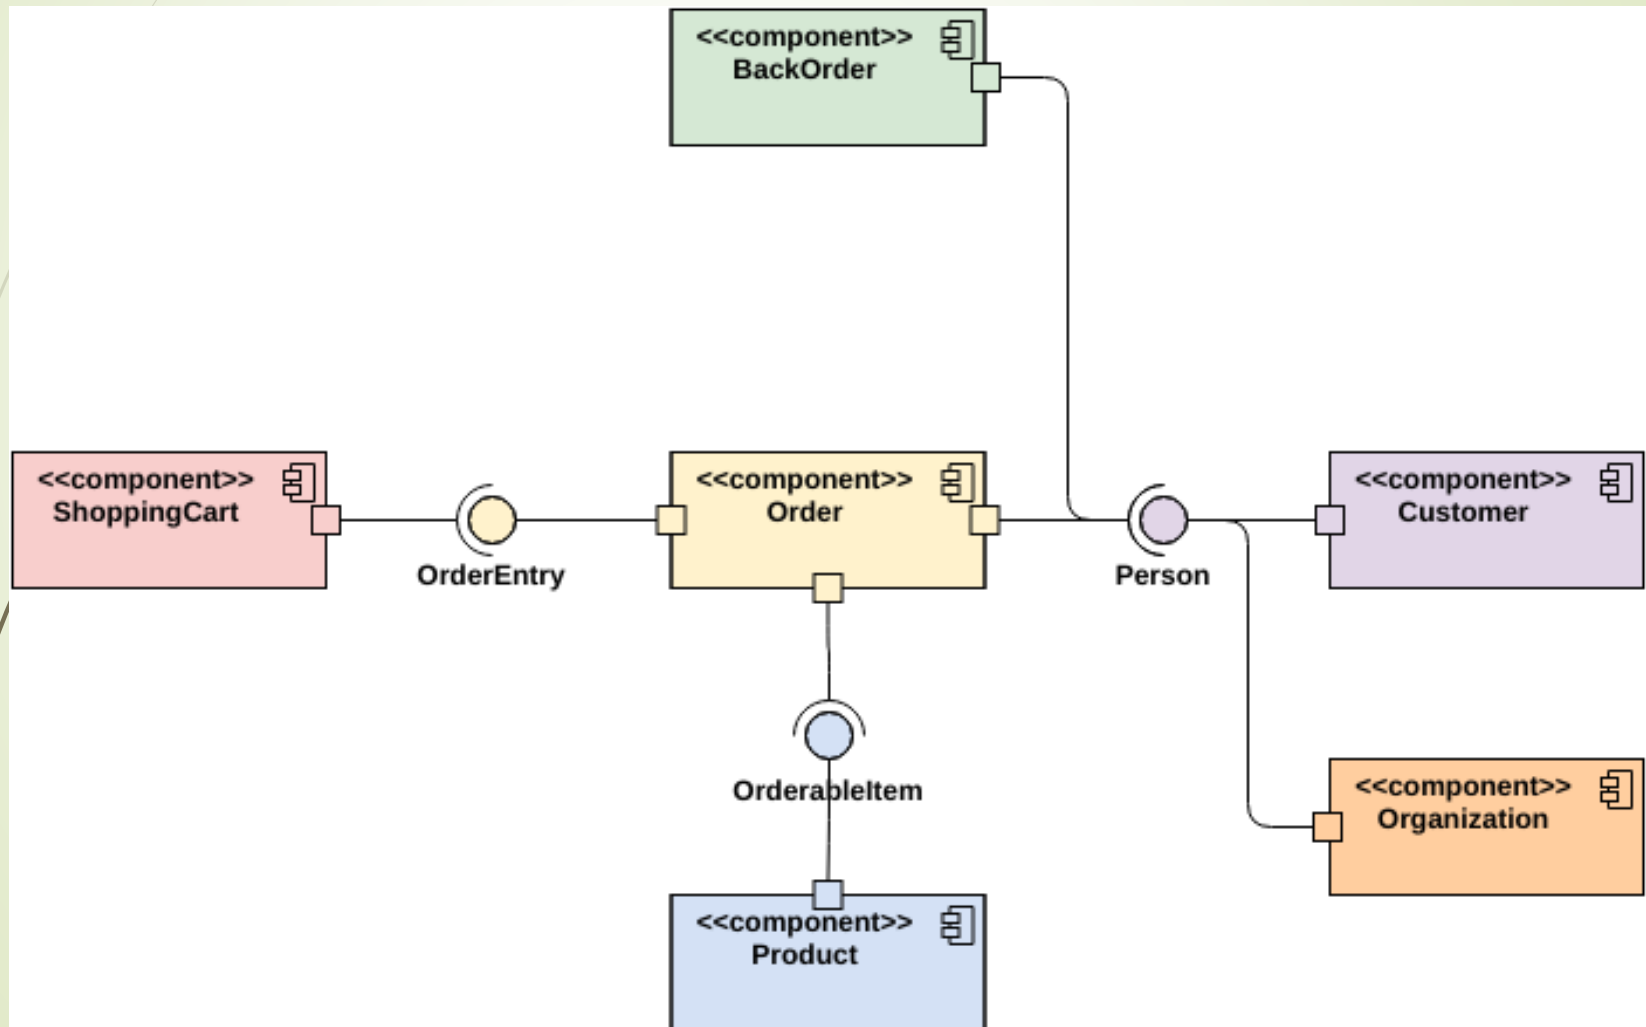 <<component>>
BackOrder
<<component>>
ShoppingCart
OrderEntry
<<component>>
Order
Person
<<component>>
Customer
OrderableItem
<<component>>
Organization
<<component>>
Product